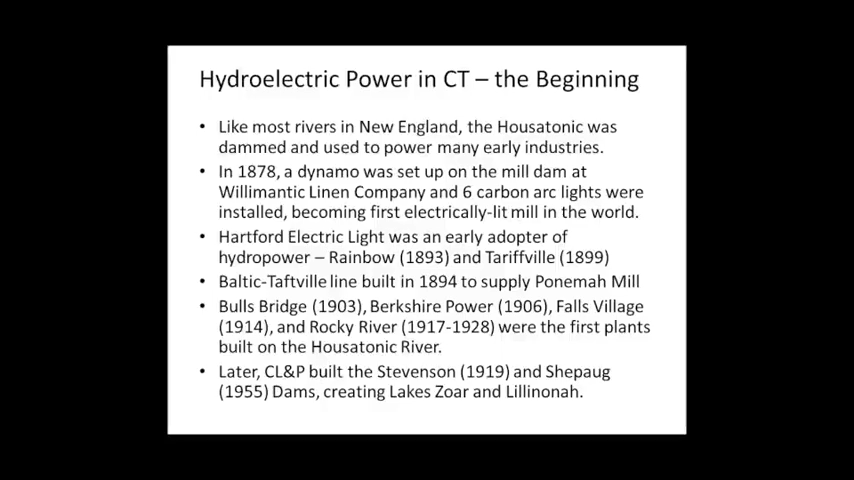 Hydroelectric Power in CT – the Beginning
• Like most rivers in New England, the Housatonic was
dammed and used to power many early industries.
• In 1878, a dynamo was set up on the mill dam at
Willimantic Linen Company and 6 carbon arc lights were
installed, becoming first electrically-lit mill in the world.
• Hartford Electric Light was an early adopter of
hydropower – Rainbow (1893) and Tariffville (1899)
• Baltic-Taftville line built in 1894 to supply Ponemah Mill
• Bulls Bridge (1903), Berkshire Power (1906), Falls Village
(1914), and Rocky River (1917-1928) were the first plants
built on the Housatonic River.
• Later, CL&P built the Stevenson (1919) and Shepaug
(1955) Dams, creating Lakes Zoar and Lillinonah.